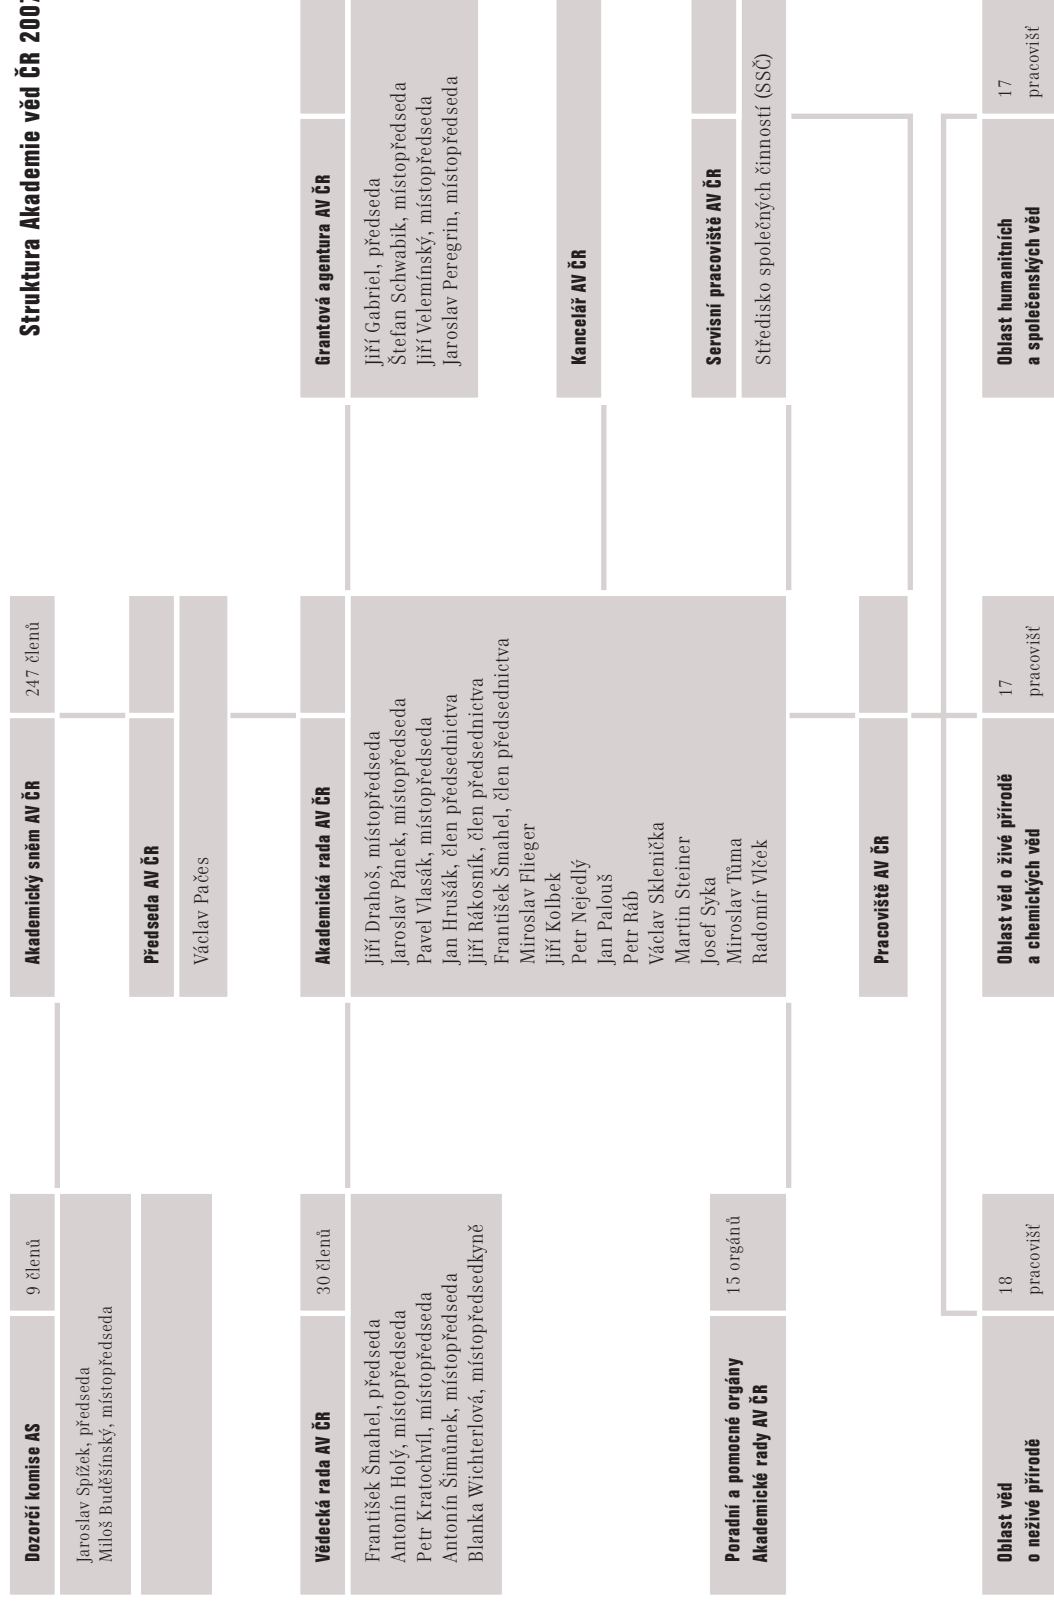 Struktura Akademie věd ČR 2007
Dozorčí komise AS
9 členů
Jaroslav Spížek, předseda
Miloš Buděšínský, místopředseda
Akademický sněm AV ČR
247 členů
Předseda AV ČR
Václav Pačes
Vědecká rada AV ČR
30 členů
František Šmahel, předseda
Antonín Holý, místopředseda
Petr Kratochvíl, místopředseda
Antonín Šimůnek, místopředseda
Blanka Wichterlová, místopředsedkyně
Akademická rada AV ČR
Jiří Drahoš, místopředseda
Jaroslav Pánek, místopředseda
Pavel Vlasák, místopředseda
Jan Hrušák, člen předsednictva
Jiří Rákosník, člen předsednictva
František Šmahel, člen předsednictva
Miroslav Flieger
Jiří Kolbek
Petr Nejedlý
Jan Palouš
Petr Ráb
Václav Sklenička
Martin Steiner
Josef Syka
Miroslav Tůma
Radomír Vlček
Grantová agentura AV ČR
Jiří Gabriel, předseda
Štefan Schwabik, místopředseda
Jiří Velemínský, místopředseda
Jaroslav Peregrin, místopředseda
Kancelář AV ČR
Poradní a pomocné orgány
Akademické rady AV ČR
15 orgánů
Servisní pracoviště AV ČR
Středisko společných činností (SSČ)
Pracoviště AV ČR
Oblast věd
o neživé přírodě
18
pracovišť
Oblast věd o živé přírodě
a chemických věd
17
pracovišť
Oblast humanitních
a společenských věd
17
pracovišť